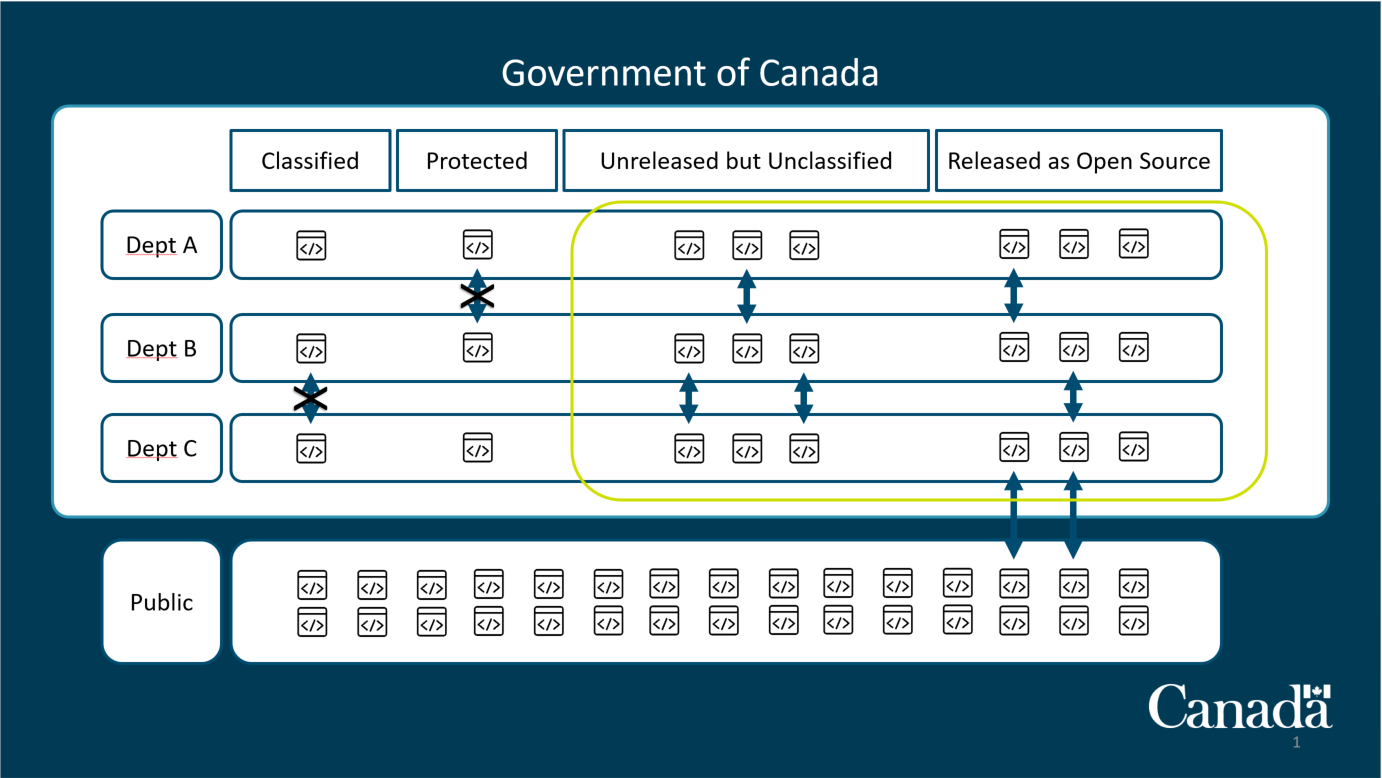 Government of Canada
Classified
Protected
Unreleased but Unclassified
Released as Open Source
Dept A
Dept B
Dept C
Public
Canada
1